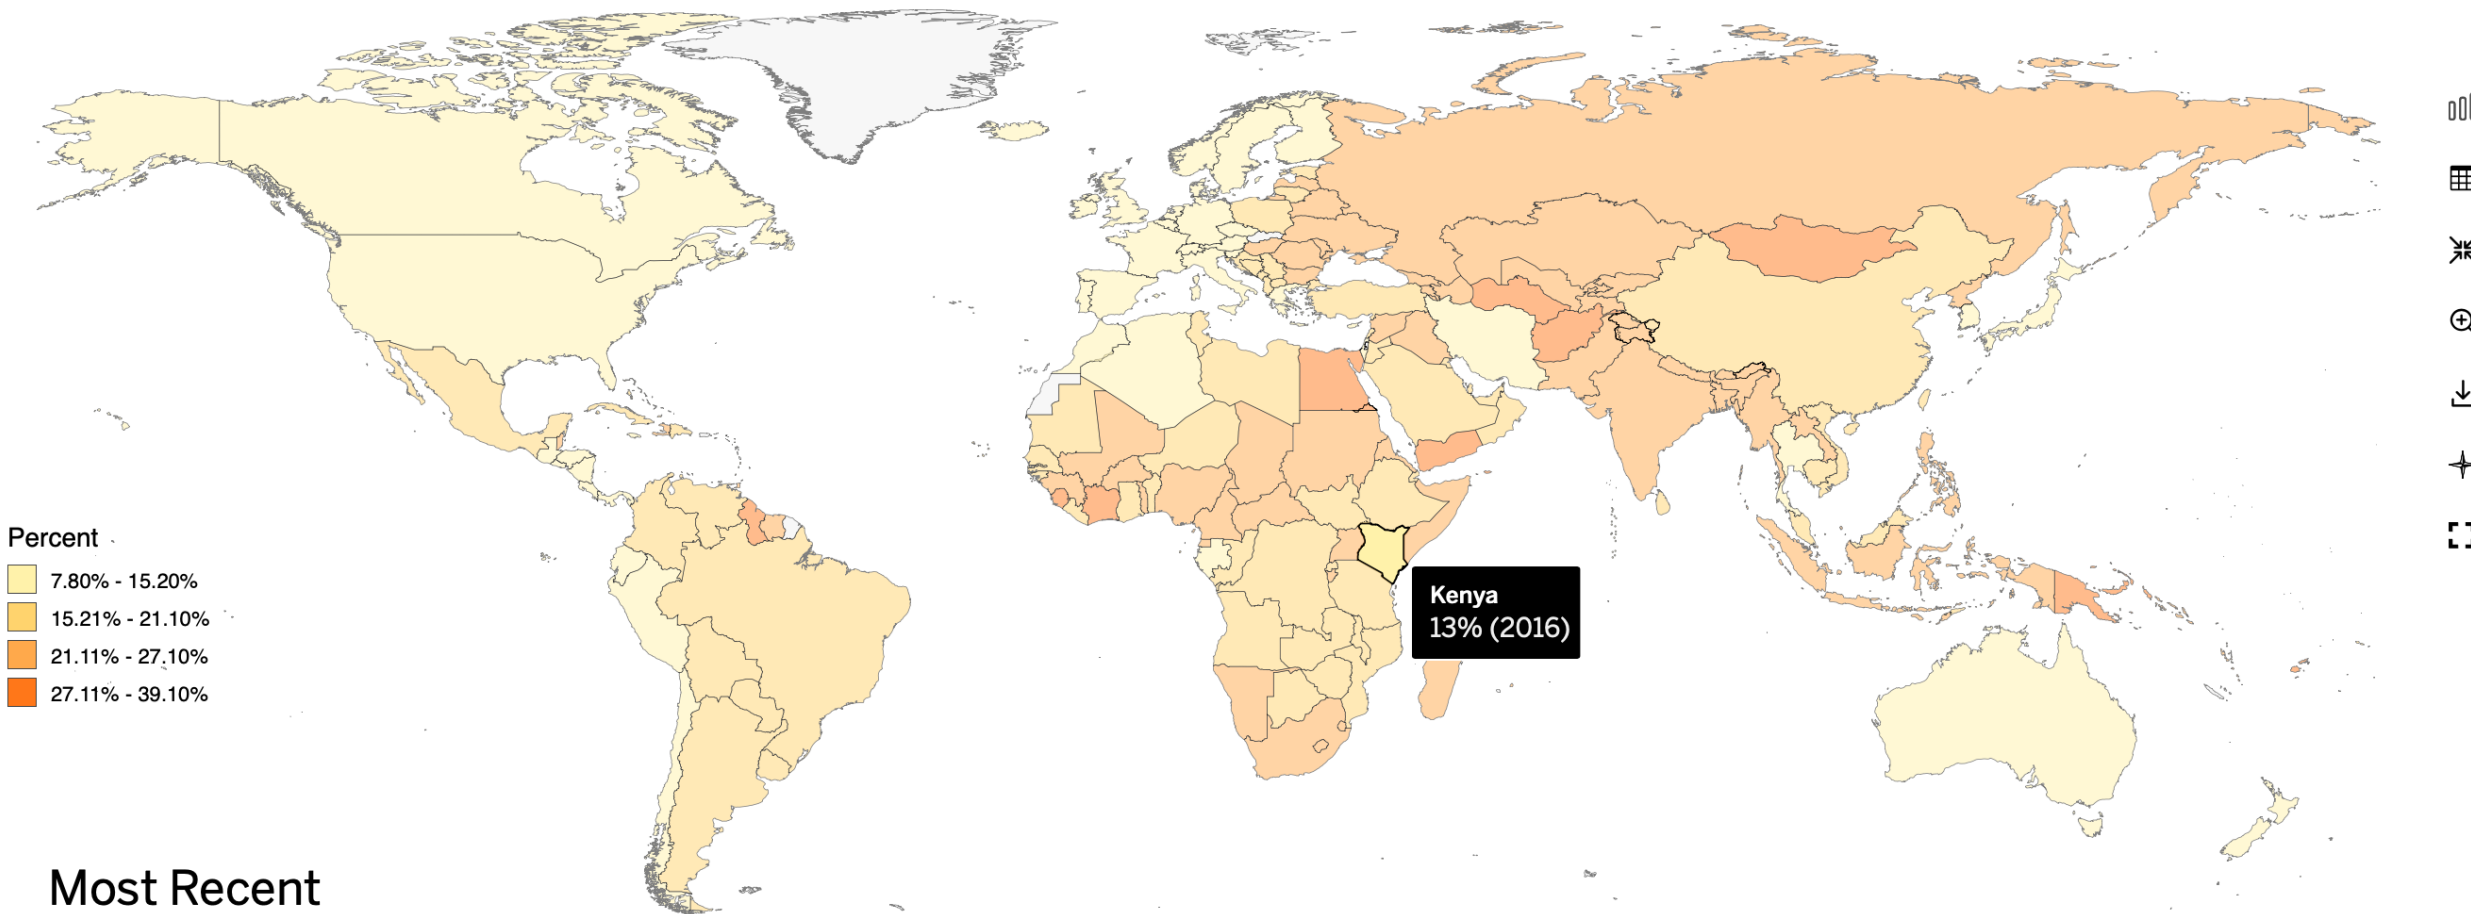 Percent
7.80% - 15.20%
15.21% - 21.10%
21.11% - 27.10%
27.11% - 39.10%
Kenya
13% (2016)
Most Recent